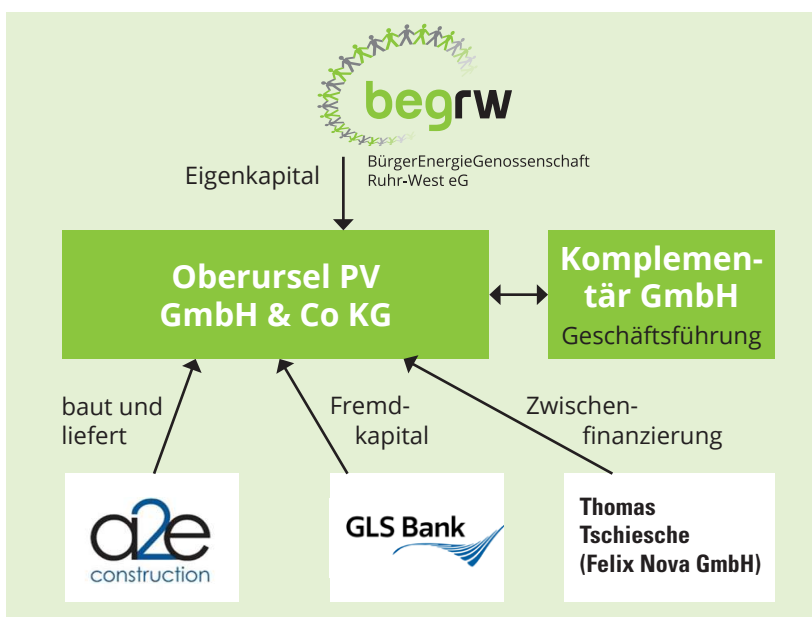 begrw
BürgerEnergieGenossenschaft
Ruhr-West eG
Eigenkapital
Oberursel PV
GmbH & Co KG
Komplemen-
tär GmbH
Geschäftsführung
baut und
liefert
Fremd-
kapital
Zwischen-
finanzierung
a2e
construction
GLS Bank
Thomas
Tschiesche
(Felix Nova GmbH)